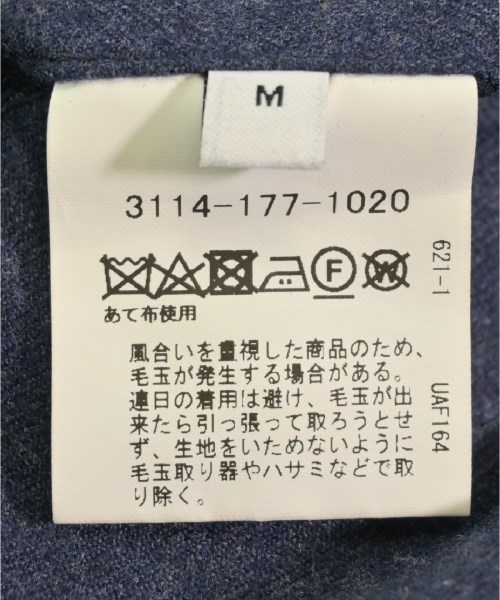 M
3114-177-1020
F W
あて布使用
風合いを重視した商品のため、
毛玉が発生する場合がある。
連日の着用は避け、毛玉が出
来たら引っ張って取ろうとせ
ず、生地をいためないように
毛玉取り器やハサミなどで取
り除く。
621-1
UAF164